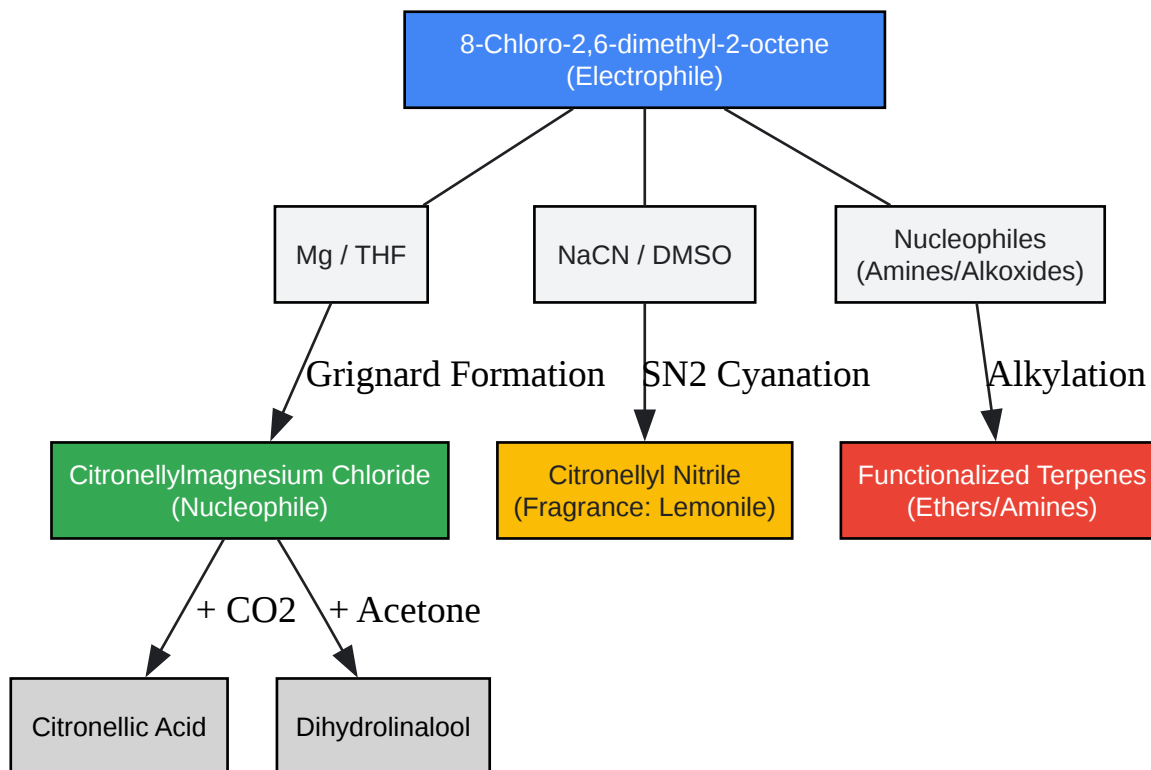 8-Chloro-2,6-dimethyl-2-octene
(Electrophile)
Mg / THF
NaCN / DMSO
Nucleophiles
(Amines/Alkoxides)
Grignard Formation
SN2 Cyanation
Alkylation
Citronellylmagnesium Chloride
(Nucleophile)
Citronellyl Nitrile
(Fragrance: Lemonile)
Functionalized Terpenes
(Ethers/Amines)
+ CO2
+ Acetone
Citronellic Acid
Dihydrolinalool